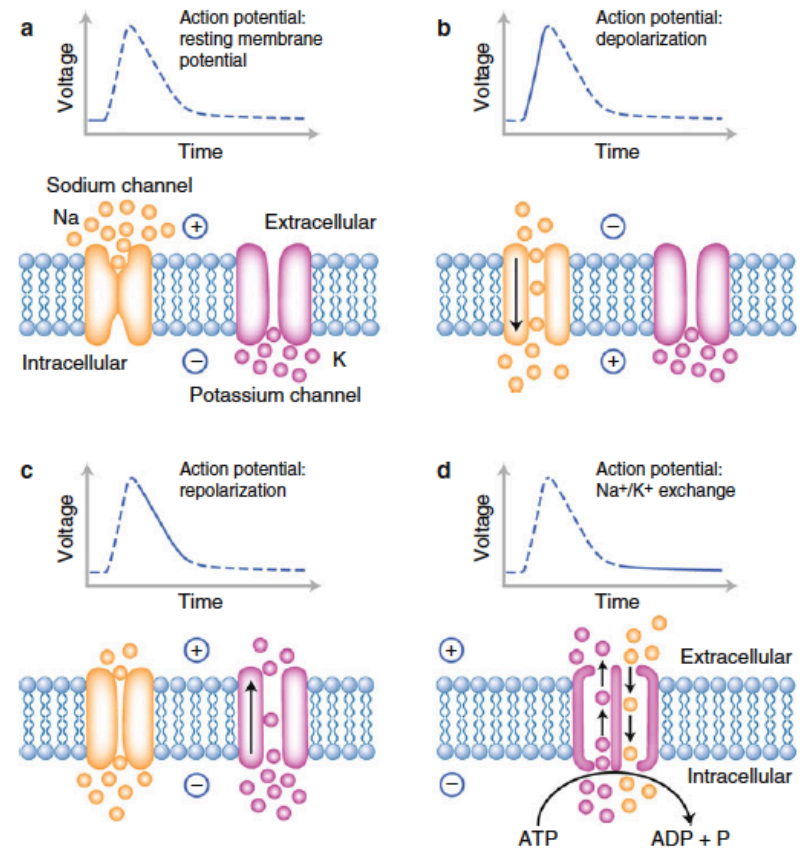 a
Action potential:
resting membrane
potential
Voltage
Time
Sodium channel
Na
+
Extracellular
Intracellular
−
K
Potassium channel
b
Action potential:
depolarization
Voltage
Time
−
+
c
Action potential:
repolarization
Voltage
Time
+
−
d
Action potential:
Na+/K+ exchange
Voltage
Time
+
Extracellular
−
Intracellular
ATP
ADP + P